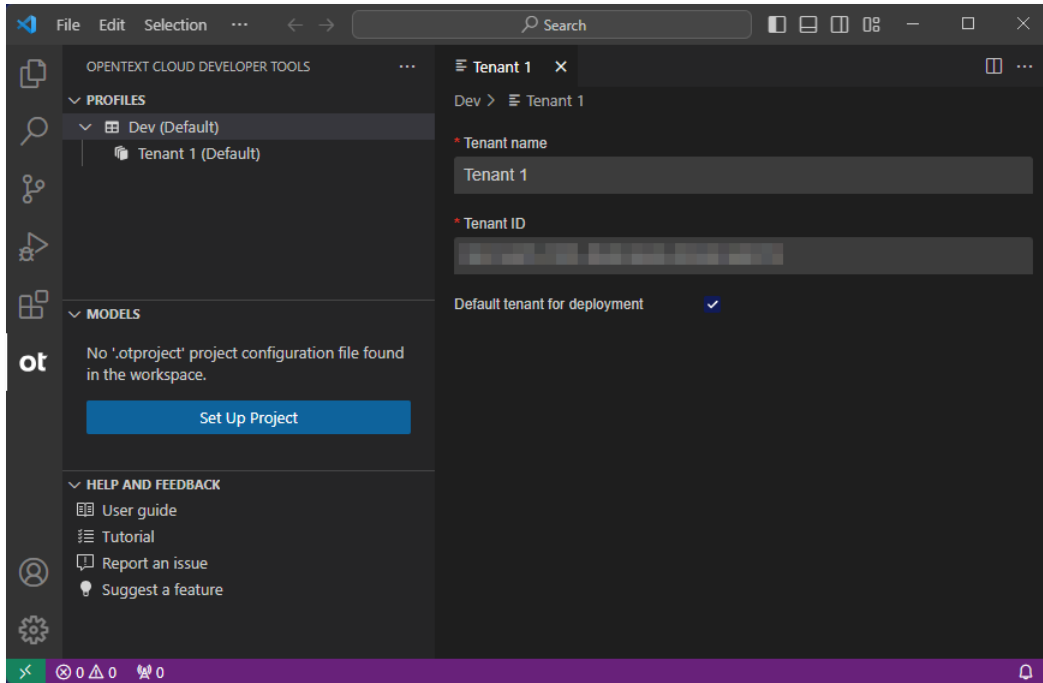 File Edit Selection ··· Search
OPENTEXT CLOUD DEVELOPER TOOLS ···
PROFILES
Dev (Default)
Tenant 1 (Default)
MODELS
No '.otproject' project configuration file found
in the workspace.
Set Up Project
HELP AND FEEDBACK
User guide
Tutorial
Report an issue
Suggest a feature
ot
Tenant 1
Dev > Tenant 1
* Tenant name
Tenant 1
* Tenant ID
Default tenant for deployment
0 0 0